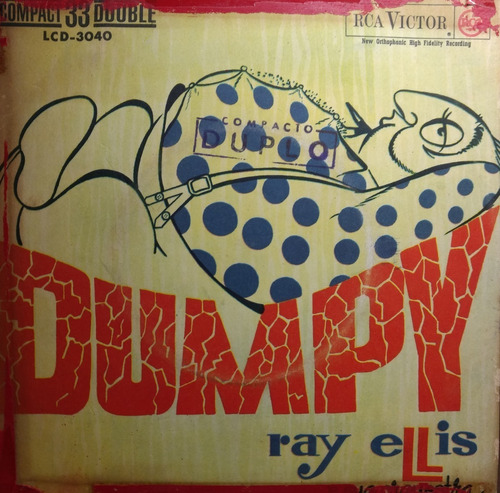 COMPACT 33 DOUBLE
LCD-3040
RCA VICTOR
New Orthophonic High Fidelity Recording
COMPACTO
DUPLO
DUMPY
ray eLLis